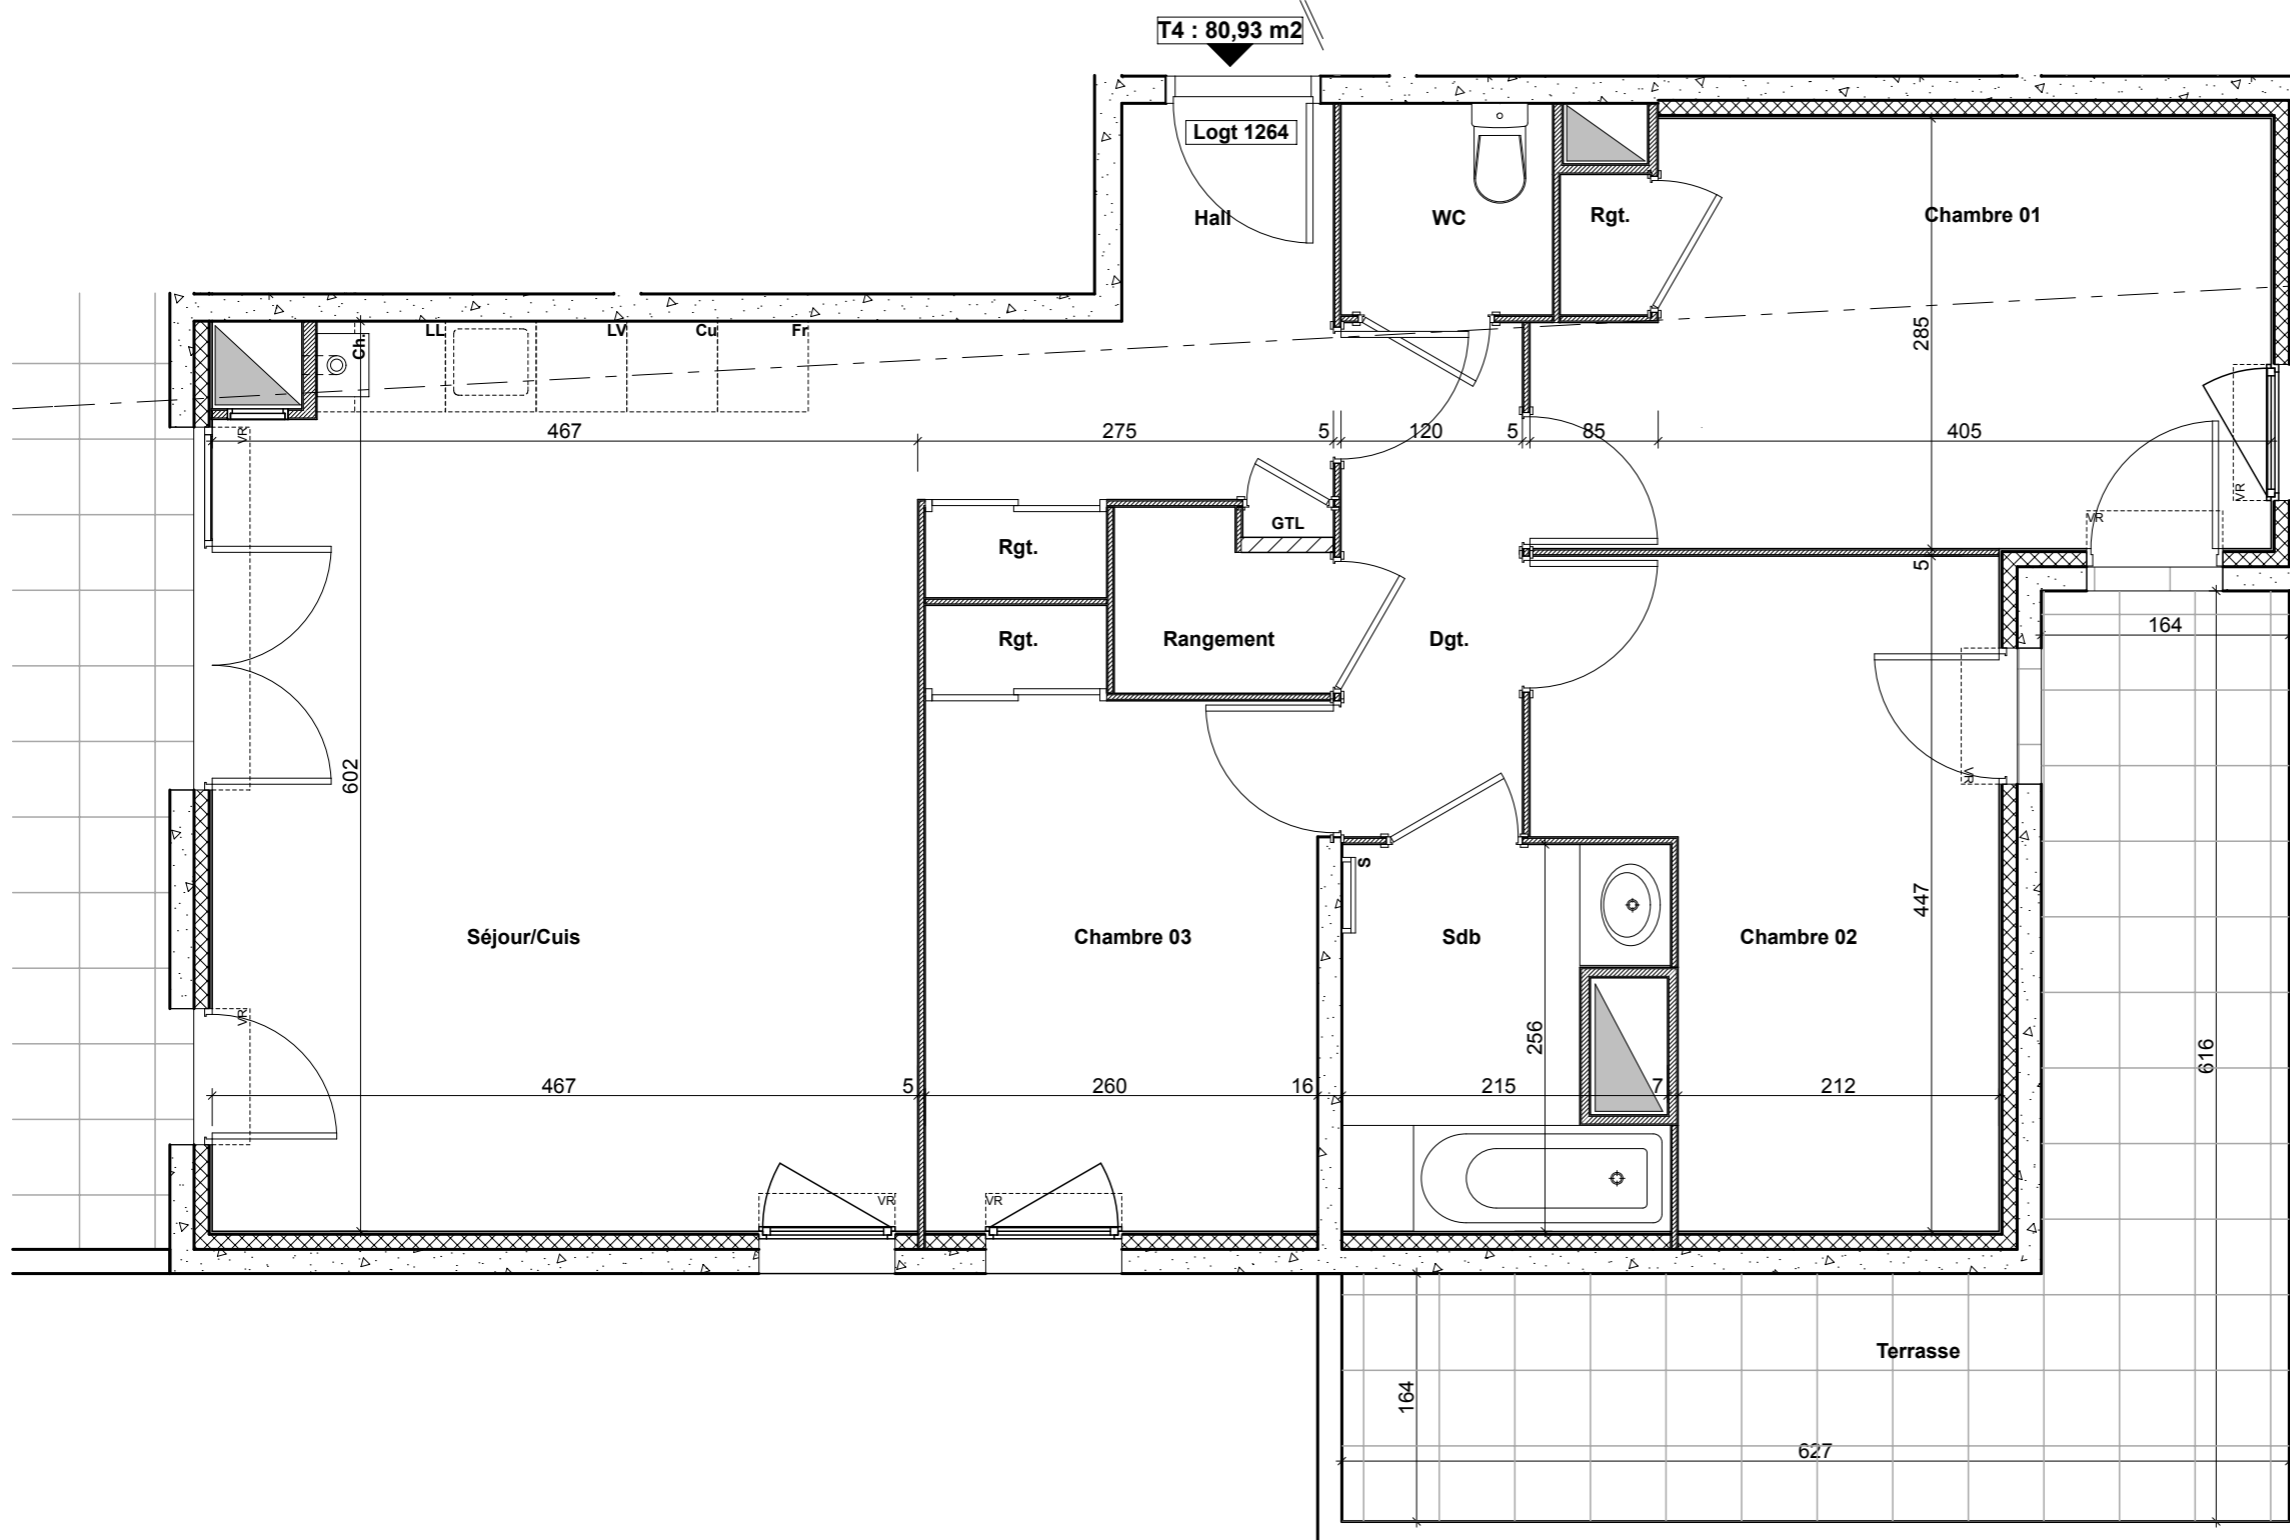 T4 : 80,93 m2
Logt 1264
Hall
WC
Rgt.
Chambre 01
Ch.
LL
LV
Cu
Fr
285
VR
467
275
5
120
5
85
405
VR
VR
GTL
Rgt.
5
Rgt.
Rangement
Dgt.
164
602
VR
S
447
Séjour/Cuis
Chambre 03
Sdb
Chambre 02
VR
256
616
467
5
260
16
215
7
212
VR
VR
Terrasse
164
627